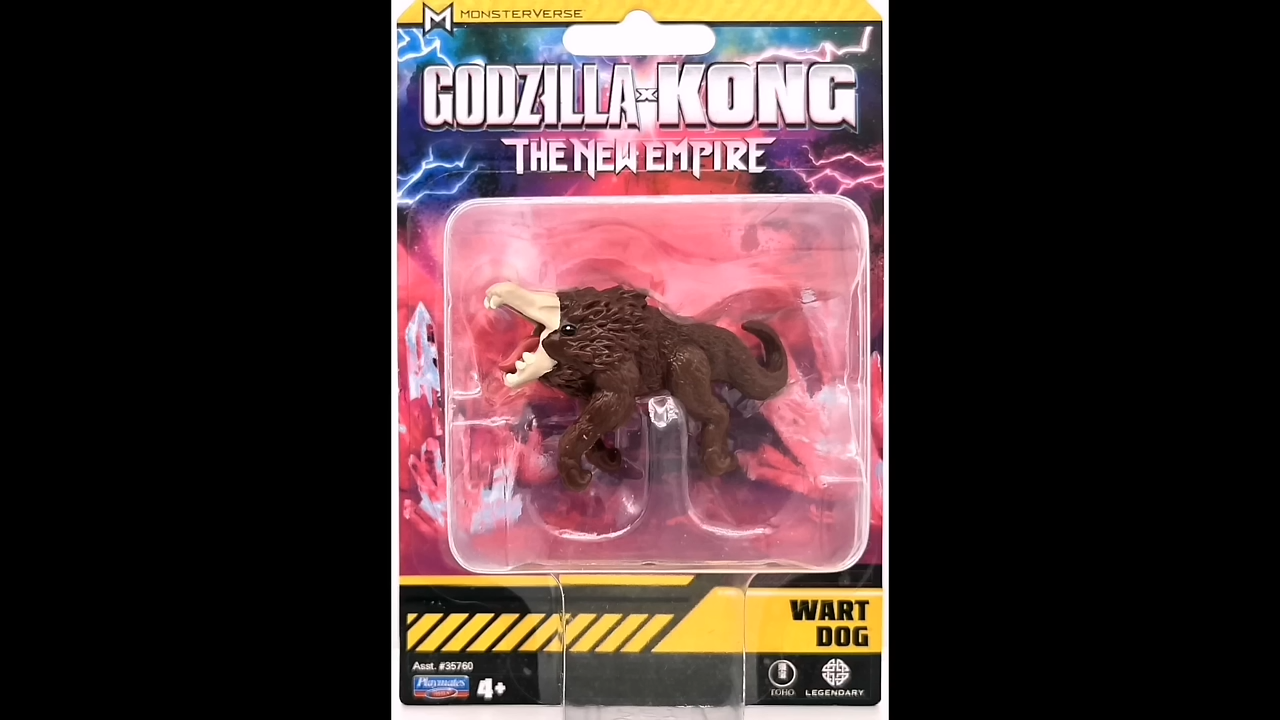 MONSTERVERSE
GODZILLA x KONG
THE NEW EMPIRE
WART
DOG
Asst. #35760
Playmates
4+
TOHO
LEGENDARY